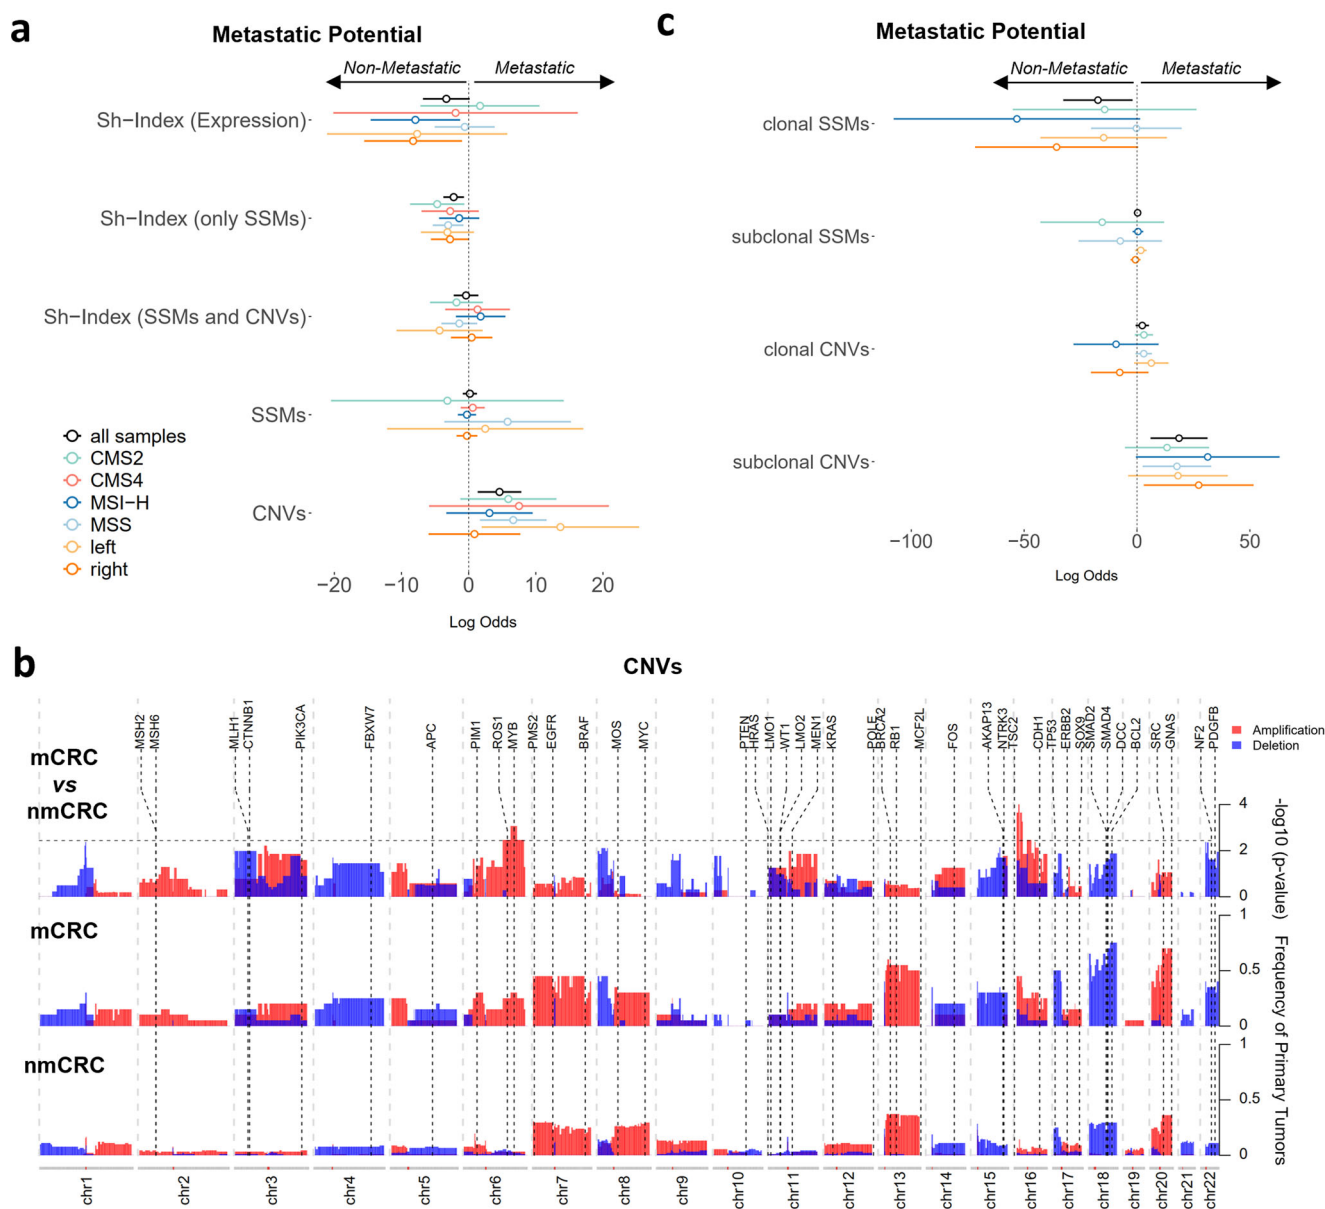 a
Metastatic Potential
Non-Metastatic
Metastatic
Sh−Index (Expression)
Sh−Index (only SSMs)
Sh−Index (SSMs and CNVs)
SSMs
CNVs
all samples
CMS2
CMS4
MSI−H
MSS
left
right
−20
−10
0
10
20
Log Odds
c
Metastatic Potential
Non-Metastatic
Metastatic
clonal SSMs
subclonal SSMs
clonal CNVs
subclonal CNVs
−100
−50
0
50
Log Odds
b
CNVs
MSH2
MSH6
MLH1
CTNNB1
PIK3CA
FBXW7
APC
PIM1
ROS1
MYB
PMS2
EGFR
BRAF
MOS
MYC
PTEN
HRAS
LMO1
WT1
LMO2
MEN1
KRAS
POLE
BRCA2
RB1
MCF2L
FOS
AKAP13
NTRK3
TSC2
CDH1
TP53
ERBB2
SOX9
SMAD2
SMAD4
DCC
BCL2
SRC
GNAS
NF2
PDGFB
Amplification
Deletion
mCRC
vs
nmCRC
4
2
0
-log10 (p-value)
mCRC
1
0.5
0
nmCRC
1
0.5
0
Frequency of Primary Tumors
chr1
chr2
chr3
chr4
chr5
chr6
chr7
chr8
chr9
chr10
chr11
chr12
chr13
chr14
chr15
chr16
chr17
chr18
chr19
chr20
chr21
chr22